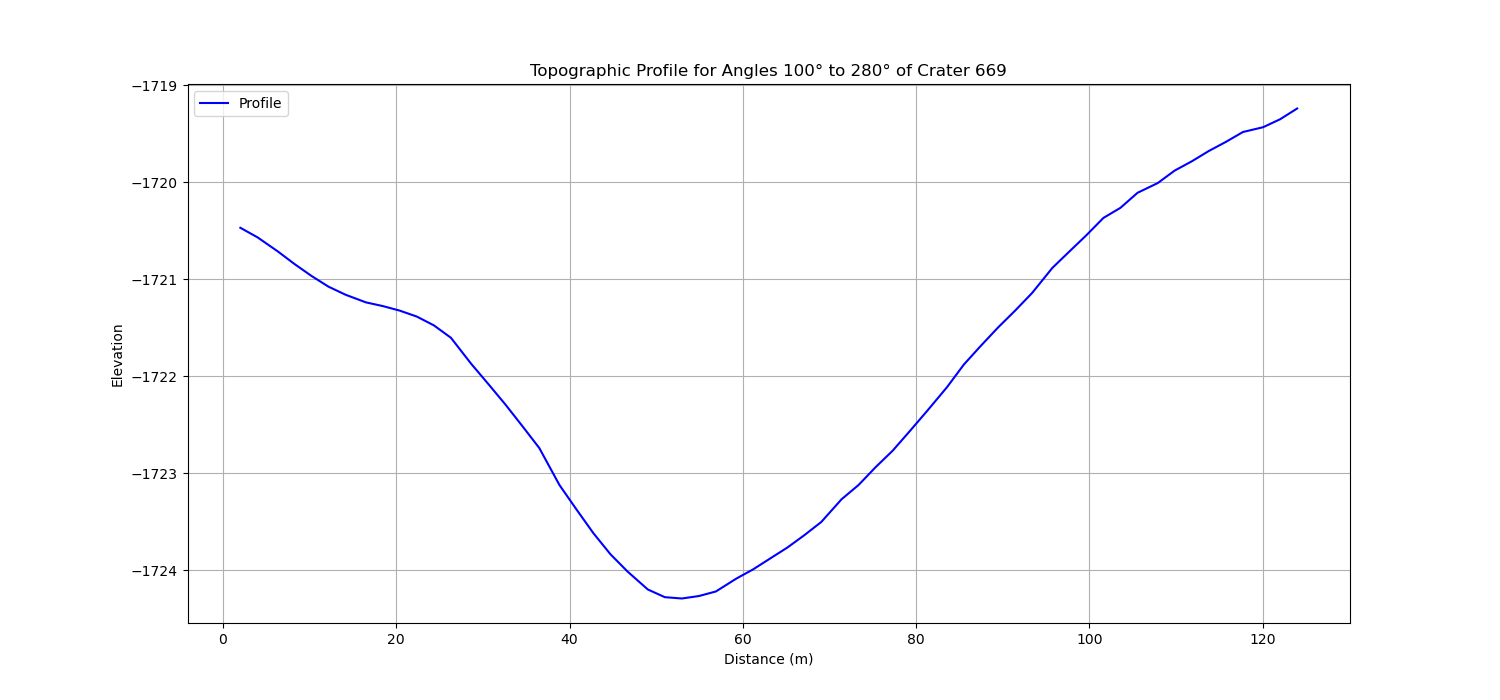 Topographic Profile for Angles 100° to 280° of Crater 669
Profile
Elevation
−1719
−1720
−1721
−1722
−1723
−1724
0 20 40 60 80 100 120
Distance (m)